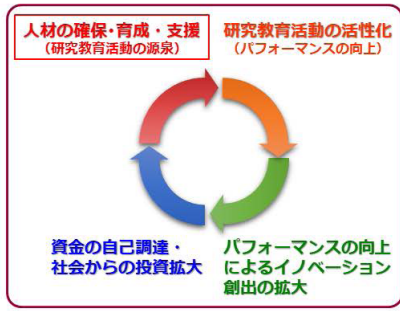 人材の確保・育成・支援
（研究教育活動の源泉）
研究教育活動の活性化
（パフォーマンスの向上）
資金の自己調達・
社会からの投資拡大
パフォーマンスの向上
によるイノベーション
創出の拡大